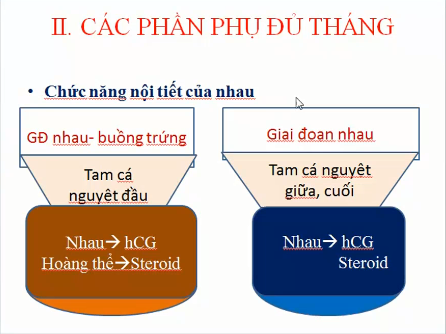 II. CÁC PHẦN PHỤ ĐỦ THÁNG
• Chức năng nội tiết của nhau
GĐ nhau- buồng trứng
Tam cá
nguyệt đầu
Nhau→ hCG
Hoàng thể→Steroid
Giai đoạn nhau
Tam cá nguyệt
giữa, cuối
Nhau→ hCG
Steroid